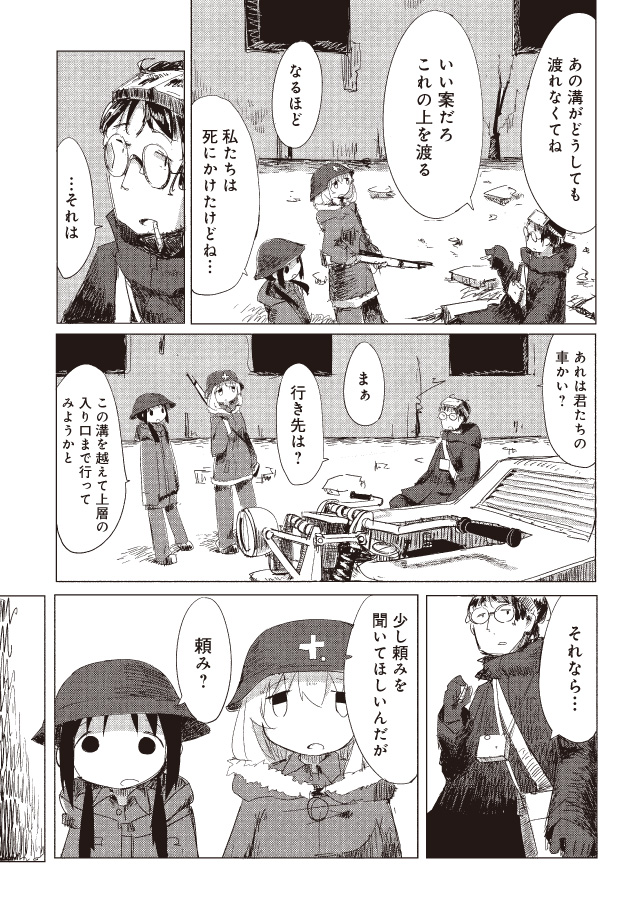 あの溝がどうしても
渡れなくてね
いい案だろ
これの上を渡る
なるほど
私たちは
死にかけたけどね…
…それは
あれは君たちの
車かい？
まぁ
行き先は？
この溝を越えて上層の
入り口まで行って
みようかと
それなら…
少し頼みを
聞いてほしいんだが
頼み？